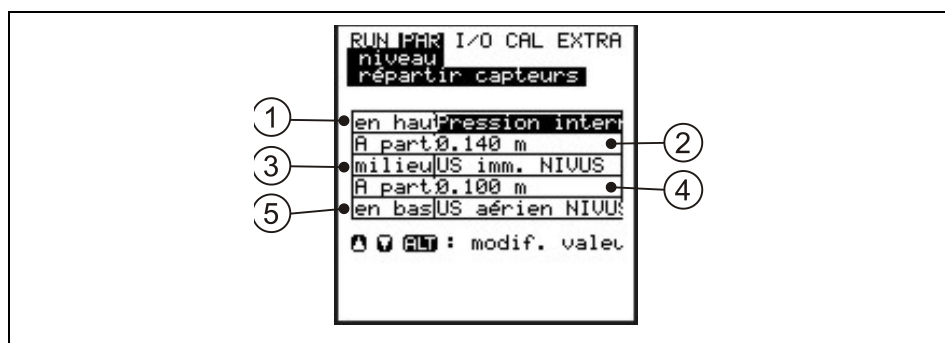 RUN PAR I/O CAL EXTRA
niveau
répartir capteurs
1 en hau Pression inter
A part 0.140 m 2
3 milieu US imm. NIVUS
A part 0.100 m 4
5 en bas US aérien NIVU
ALT : modif. valeu